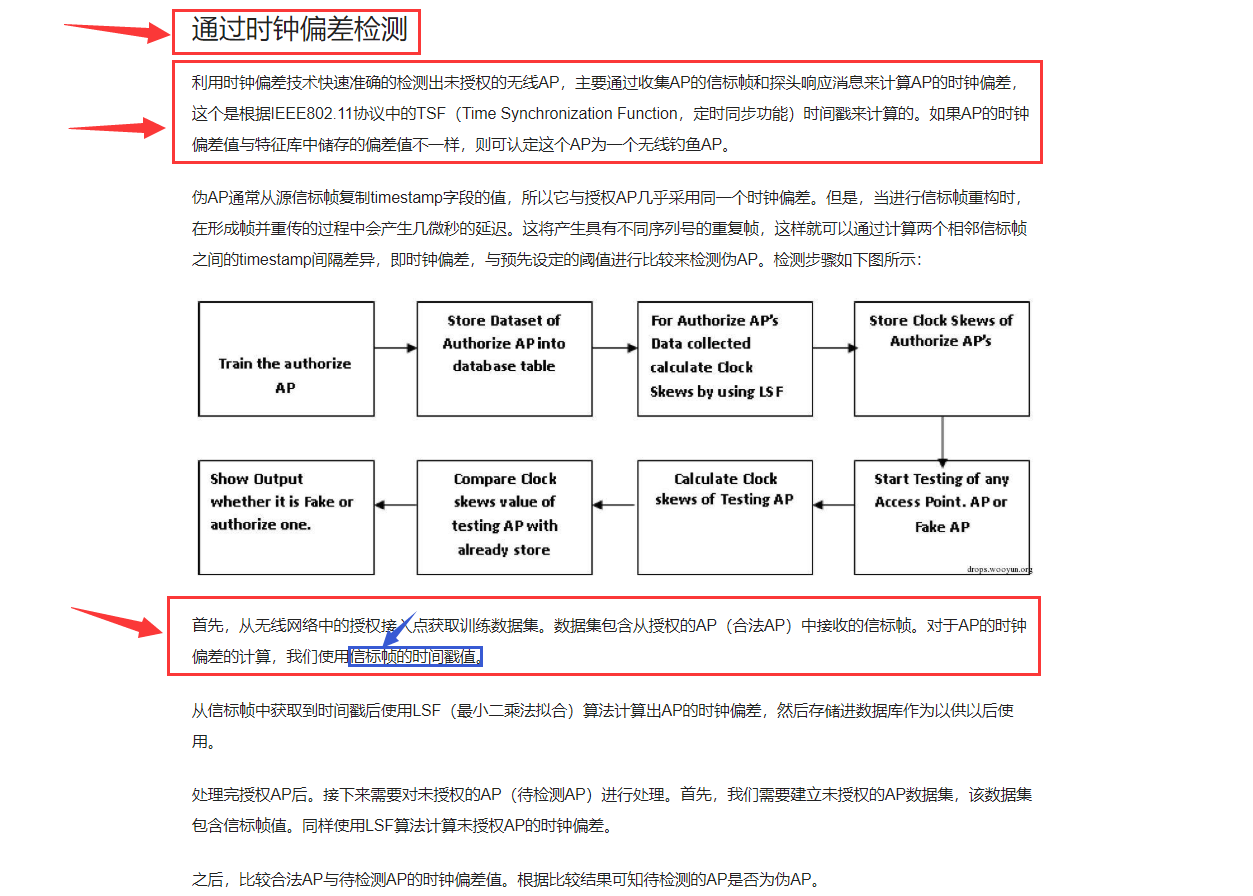 通过时钟偏差检测
利用时钟偏差技术快速准确的检测出未授权的无线AP，主要通过收集AP的信标帧和探头响应消息来计算AP的时钟偏差，
这个是根据IEEE802.11协议中的TSF（Time Synchronization Function，定时同步功能）时间戳来计算的。如果AP的时钟
偏差值与特征库中储存的偏差值不一样，则可认定这个AP为一个无线钓鱼AP。
伪AP通常从源信标帧复制timestamp字段的值，所以它与授权AP几乎采用同一个时钟偏差。但是，当进行信标帧重构时，
在形成帧并重传的过程中会产生几微秒的延迟。这将产生具有不同序列号的重复帧，这样就可以通过计算两个相邻信标帧
之间的timestamp间隔差异，即时钟偏差，与预先设定的阈值进行比较来检测伪AP。检测步骤如下图所示：
Train the authorize
AP
Store Dataset of
Authorize AP into
database table
For Authorize AP's
Data collected
calculate Clock
Skews by using LSF
Store Clock Skews of
Authorize AP's
Start Testing of any
Access Point. AP or
Fake AP
drops.wooyun.org
Calculate Clock
skews of Testing AP
Compare Clock
skews value of
testing AP with
already store
Show Output
whether it is Fake or
authorize one.
首先，从无线网络中的授权接入点获取训练数据集。数据集包含从授权的AP（合法AP）中接收的信标帧。对于AP的时钟
偏差的计算，我们使用信标帧的时间戳值。
从信标帧中获取到时间戳后使用LSF（最小二乘法拟合）算法计算出AP的时钟偏差，然后存储进数据库作为以供以后使
用。
处理完授权AP后。接下来需要对未授权的AP（待检测AP）进行处理。首先，我们需要建立未授权的AP数据集，该数据集
包含信标帧值。同样使用LSF算法计算未授权AP的时钟偏差。
之后，比较合法AP与待检测AP的时钟偏差值。根据比较结果可知待检测的AP是否为伪AP。